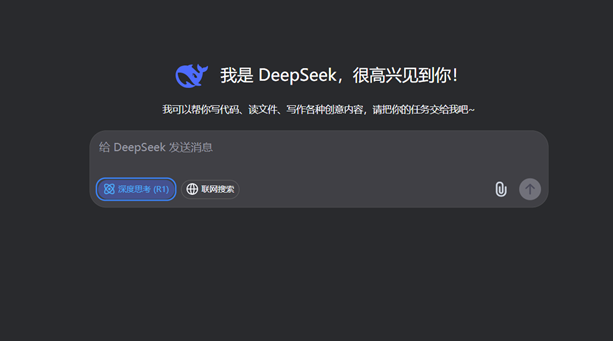 我是 DeepSeek，很高兴见到你！
我可以帮你写代码、读文件、写作各种创意内容，请把你的任务交给我吧~
给 DeepSeek 发送消息
深度思考 (R1)
联网搜索